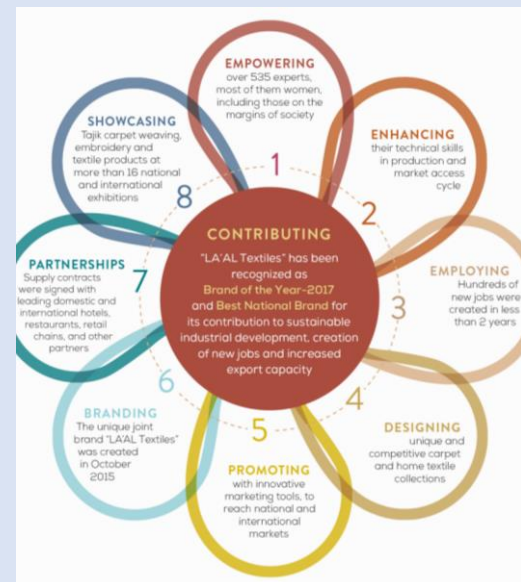 CONTRIBUTING
"LA'AL Textiles" has been
recognized as
Brand of the Year-2017
and Best National Brand for
its contribution to sustainable
industrial development, creation
of new jobs and increased
export capacity
1
EMPOWERING
over 535 experts,
most of them women,
including those on the
margins of society
2
ENHANCING
their technical skills
in production and
market access
cycle
3
EMPLOYING
Hundreds of
new jobs were
created in less
than 2 years
4
DESIGNING
unique and
competitive carpet
and home textile
collections
5
PROMOTING
with innovative
marketing tools, to
reach national and
international
markets
6
BRANDING
The unique joint
brand "LA'AL Textiles"
was created
in October
2015
7
PARTNERSHIPS
Supply contracts
were signed with
leading domestic and
international hotels,
restaurants, retail
chains, and other
partners
8
SHOWCASING
Tajik carpet weaving,
embroidery and
textile products at
more than 16 national
and international
exhibitions